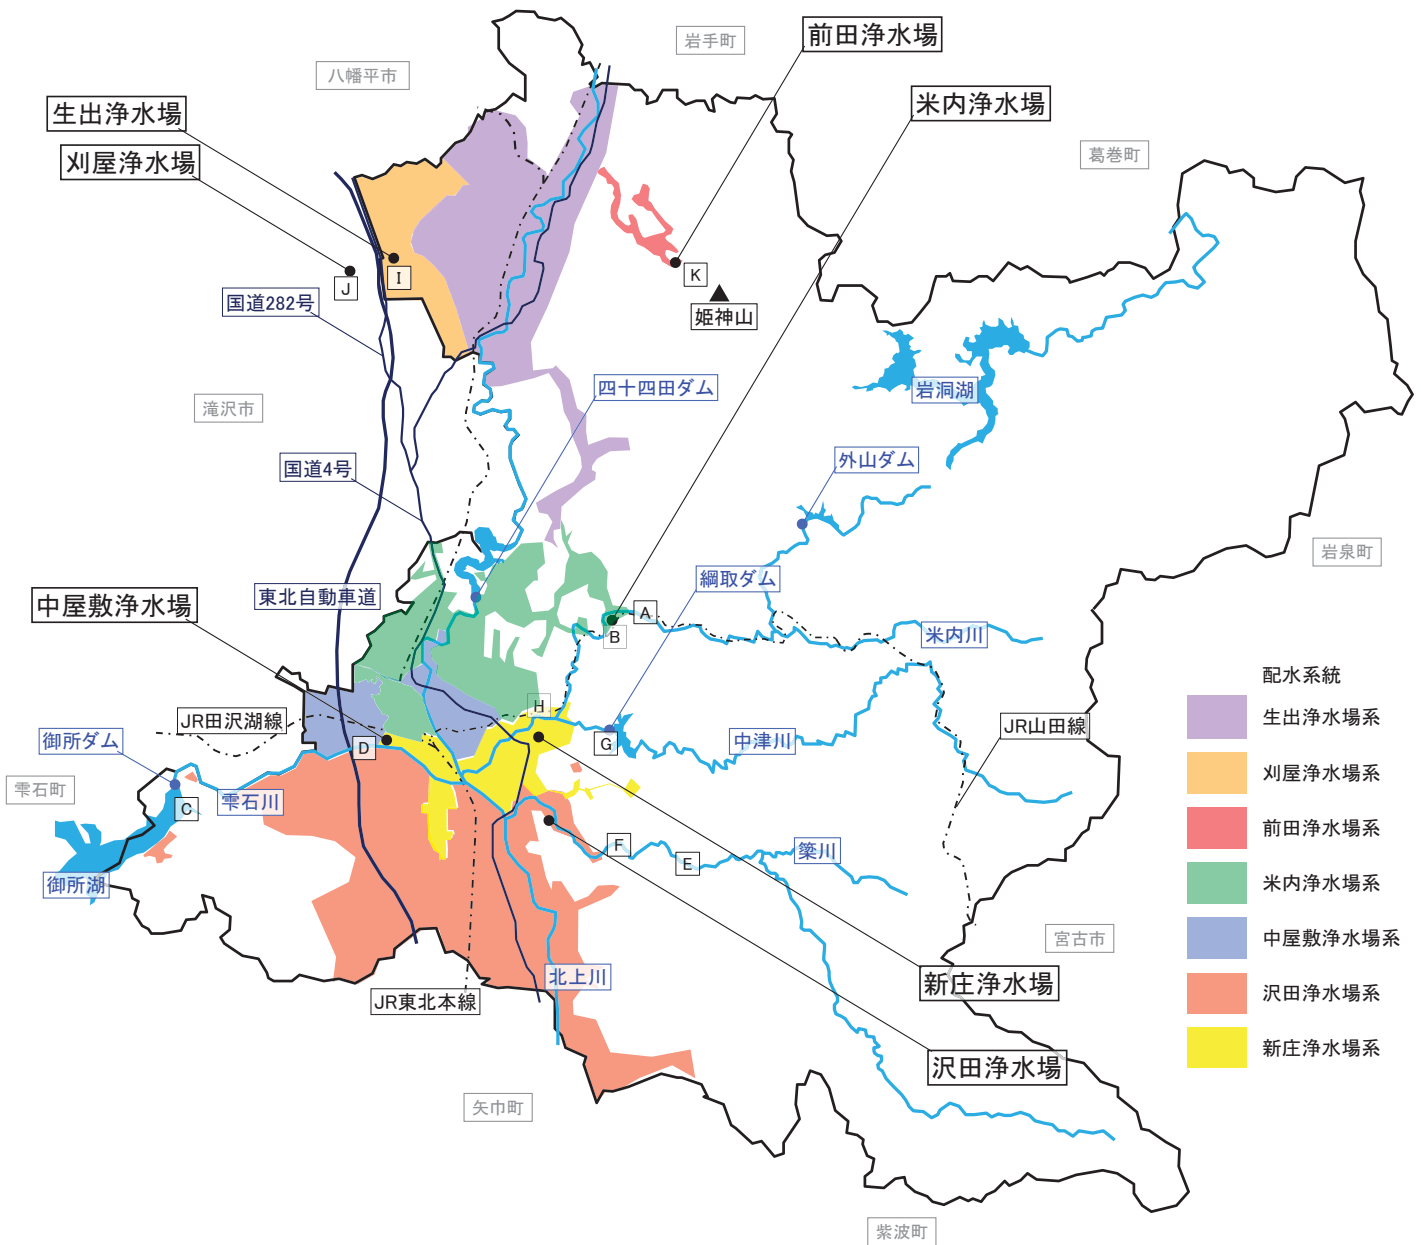 岩手町
前田浄水場
八幡平市
生出浄水場
米内浄水場
刈屋浄水場
葛巻町
I
J
K
国道282号
姫神山
四十四田ダム
岩洞湖
滝沢市
外山ダム
国道4号
岩泉町
綱取ダム
東北自動車道
中屋敷浄水場
A
B
米内川
配水系統
H
JR田沢湖線
生出浄水場系
JR山田線
御所ダム
D
G
中津川
刈屋浄水場系
雫石町
C
雫石川
前田浄水場系
F
E
簗川
御所湖
米内浄水場系
中屋敷浄水場系
宮古市
北上川
新庄浄水場
沢田浄水場系
JR東北本線
新庄浄水場系
沢田浄水場
矢巾町
紫波町